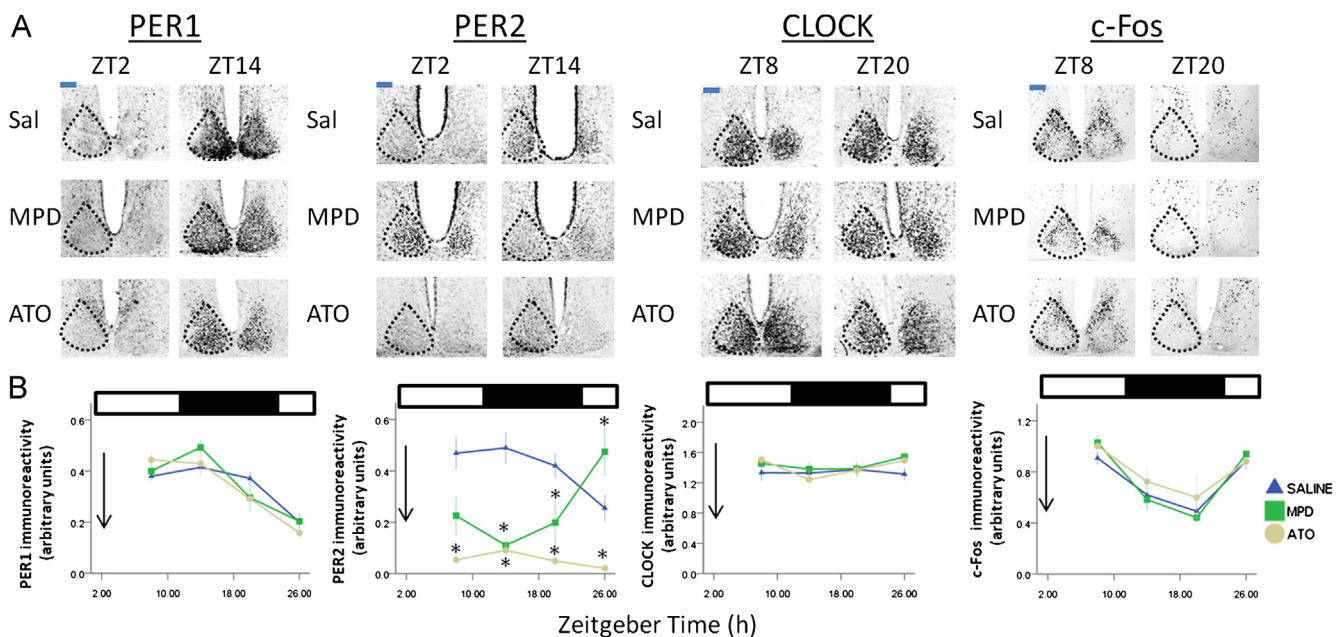 A
PER1
PER2
CLOCK
c-Fos
ZT2
ZT14
ZT2
ZT14
ZT8
ZT20
ZT8
ZT20
Sal
Sal
Sal
Sal
MPD
MPD
MPD
MPD
ATO
ATO
ATO
ATO
B
PER1 immunoreactivity
(arbitrary units)
0.6
0.4
0.2
0.0
2.00
10.00
18.00
26.00
PER2 immunoreactivity
(arbitrary units)
0.6
0.4
0.2
0.0
*
*
*
*
*
*
*
2.00
10.00
18.00
26.00
CLOCK immunoreactivity
(arbitrary units)
2.0
1.6
1.2
0.8
0.4
0.0
2.00
10.00
18.00
26.00
c-Fos immunoreactivity
(arbitrary units)
1.2
0.8
0.4
0.0
2.00
10.00
18.00
26.00
SALINE
MPD
ATO
Zeitgeber Time (h)